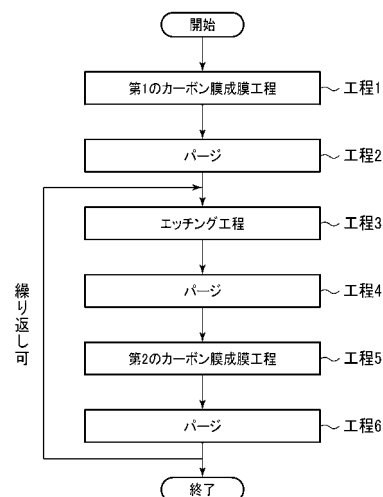 開始
第1のカーボン膜成膜工程 工程1
パージ 工程2
エッチング工程 工程3
パージ 工程4
繰り返し可
第2のカーボン膜成膜工程 工程5
パージ 工程6
終了